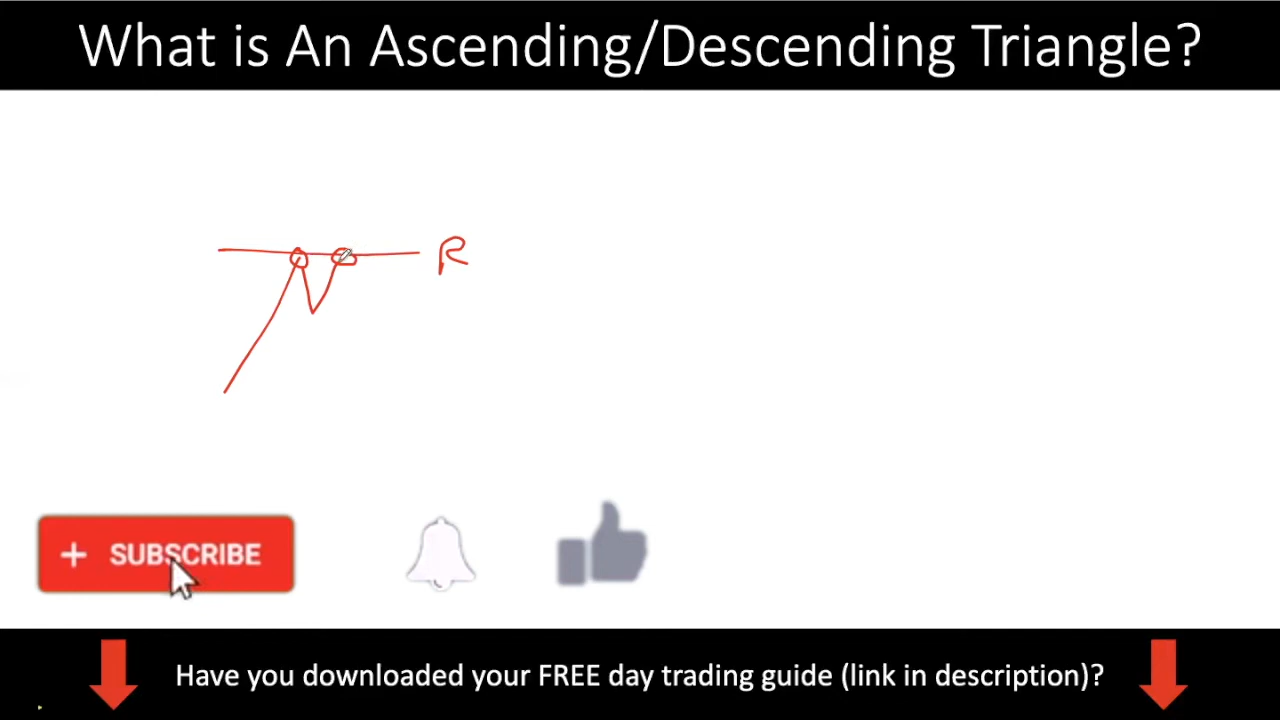 What is An Ascending/Descending Triangle?
R
+ SUBSCRIBE
Have you downloaded your FREE day trading guide (link in description)?